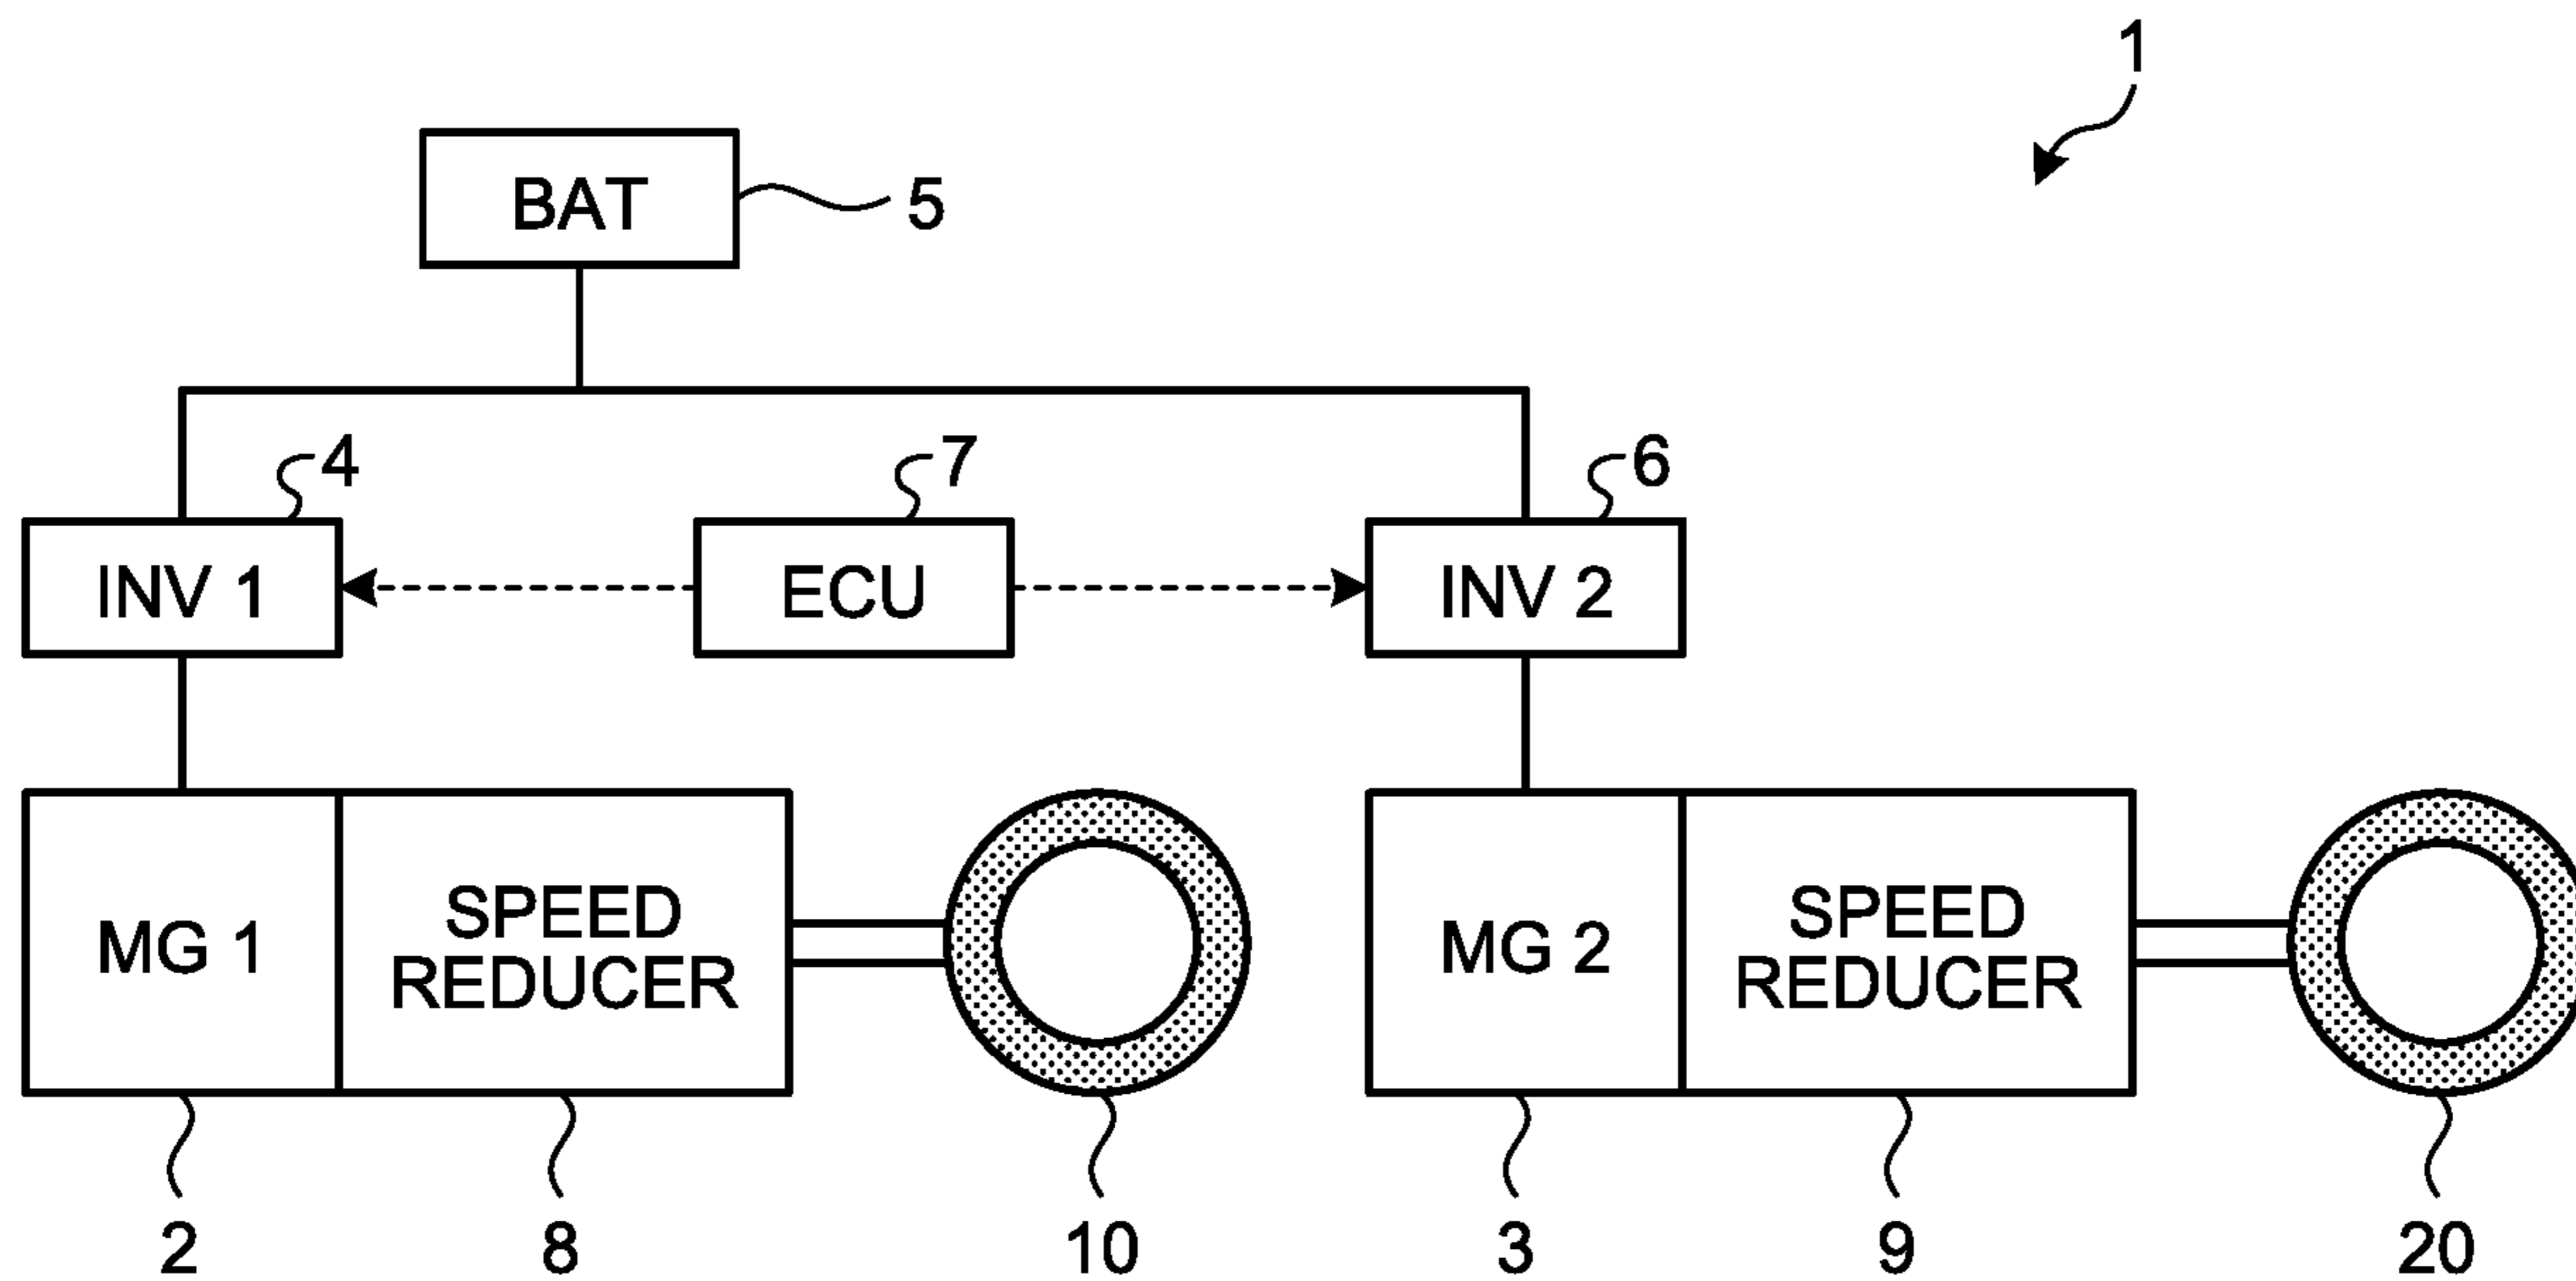 1
BAT
5
4
7
6
INV 1
ECU
INV 2
MG 1
SPEED
REDUCER
MG 2
SPEED
REDUCER
2
8
10
3
9
20